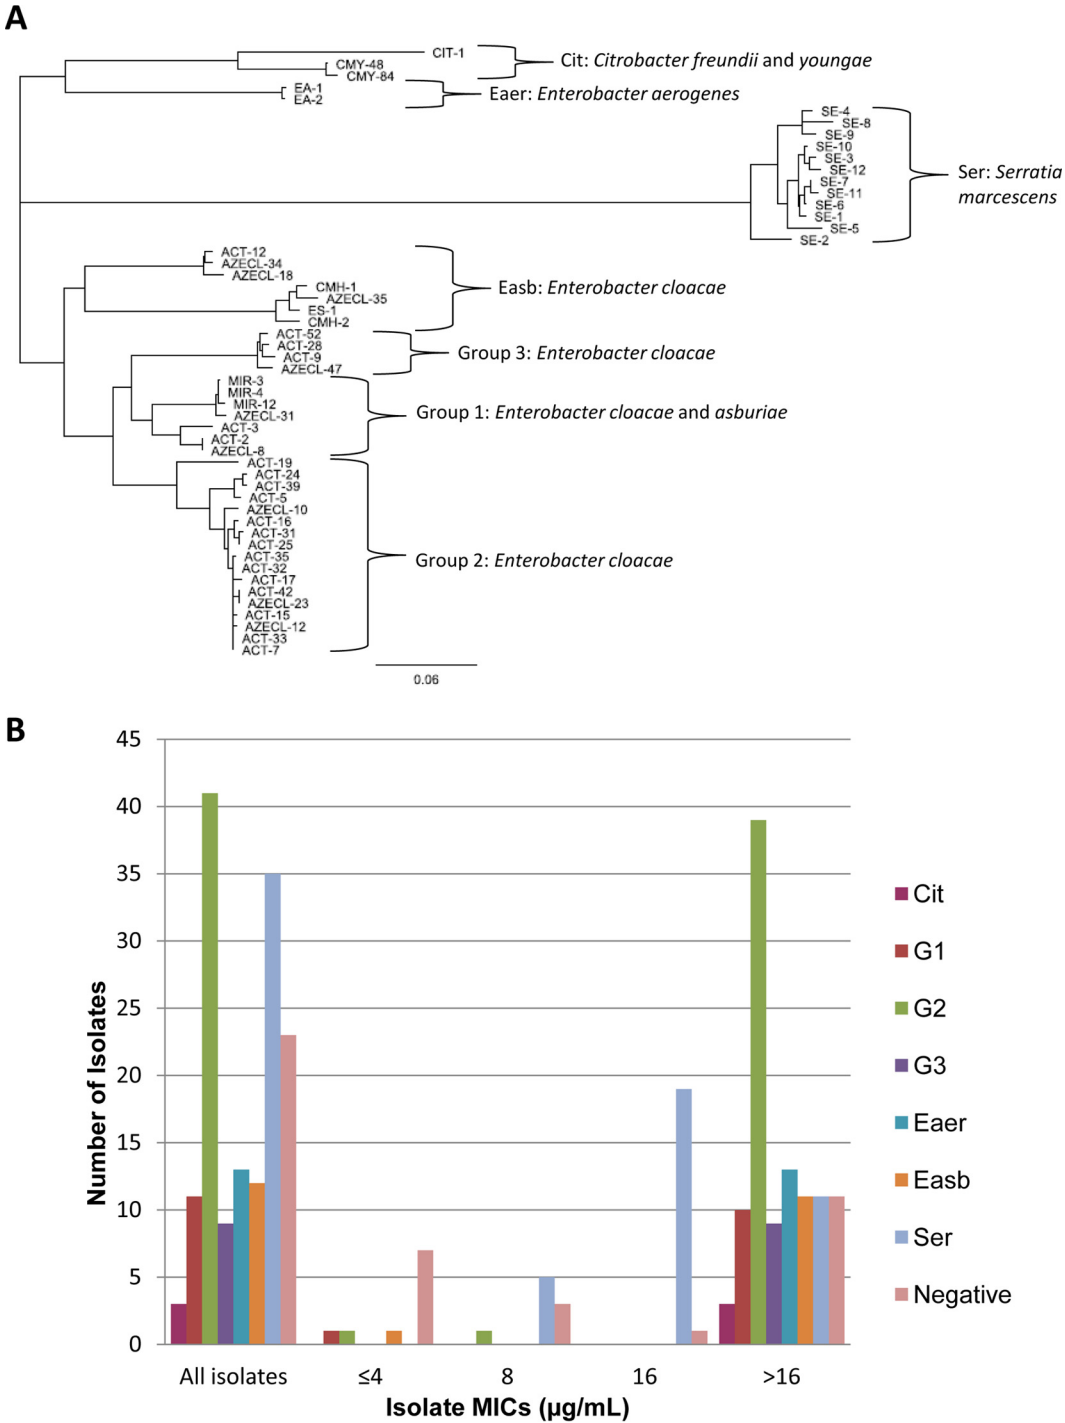 A
CIT-1
CMY-48
CMY-84
Cit: Citrobacter freundii and youngae
EA-1
EA-2
Eaer: Enterobacter aerogenes
SE-4
SE-8
SE-9
SE-10
SE-3
SE-12
SE-7
SE-11
SE-6
SE-1
SE-5
SE-2
Ser: Serratia
marcescens
ACT-12
AZECL-34
AZECL-18
CMH-1
AZECL-35
ES-1
CMH-2
Easb: Enterobacter cloacae
ACT-52
ACT-28
ACT-9
AZECL-47
Group 3: Enterobacter cloacae
MIR-3
MIR-4
MIR-12
AZECL-31
ACT-3
ACT-2
AZECL-8
Group 1: Enterobacter cloacae and asburiae
ACT-19
ACT-24
ACT-39
ACT-5
AZECL-10
ACT-16
ACT-31
ACT-25
ACT-35
ACT-32
ACT-17
ACT-42
AZECL-23
ACT-15
AZECL-12
ACT-33
ACT-7
Group 2: Enterobacter cloacae
0.06
B
45
40
35
30
25
20
15
10
5
0
Number of Isolates
All isolates
≤4
8
16
>16
Isolate MICs (µg/mL)
Cit
G1
G2
G3
Eaer
Easb
Ser
Negative